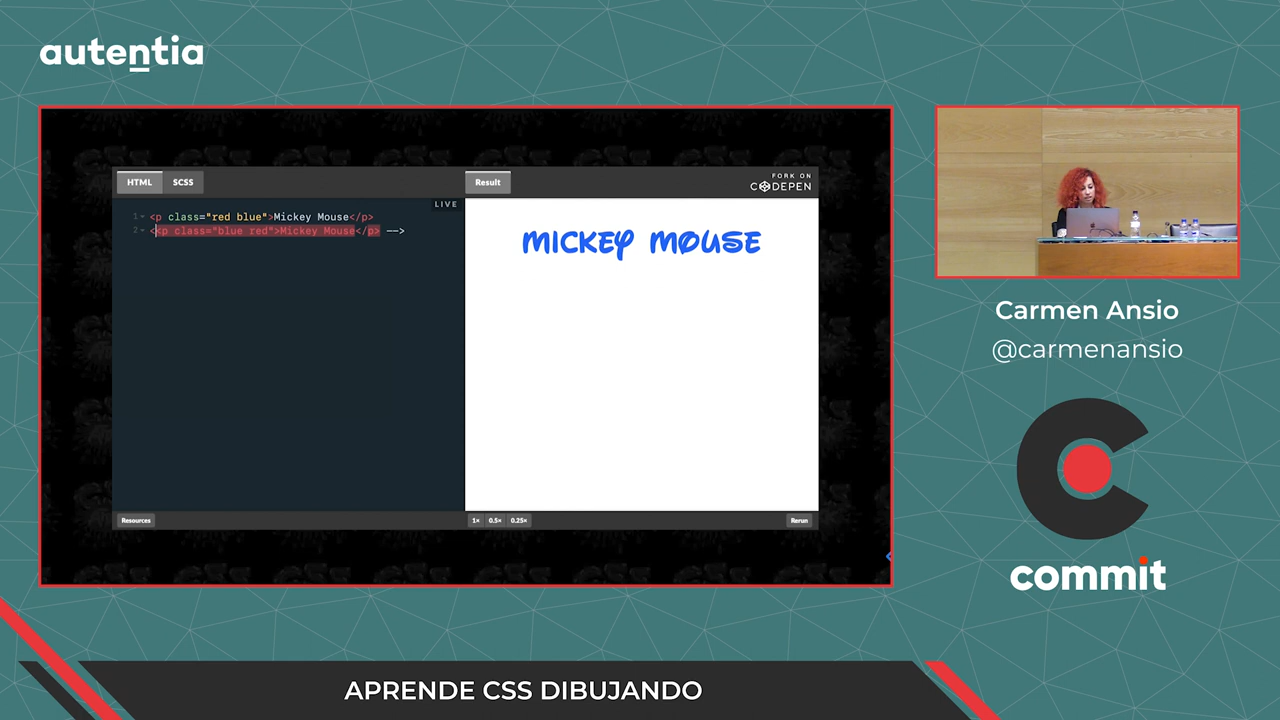 autentia
HTML
SCSS
Result
FORK ON
CODEPEN
LIVE
1 <p class="red blue">Mickey Mouse</p>
2 <<p class="blue red">Mickey Mouse</p> -->
MICKEY MOUSE
Resources
1×
0.5×
0.25×
Rerun
Carmen Ansio
@carmenansio
commit
APRENDE CSS DIBUJANDO